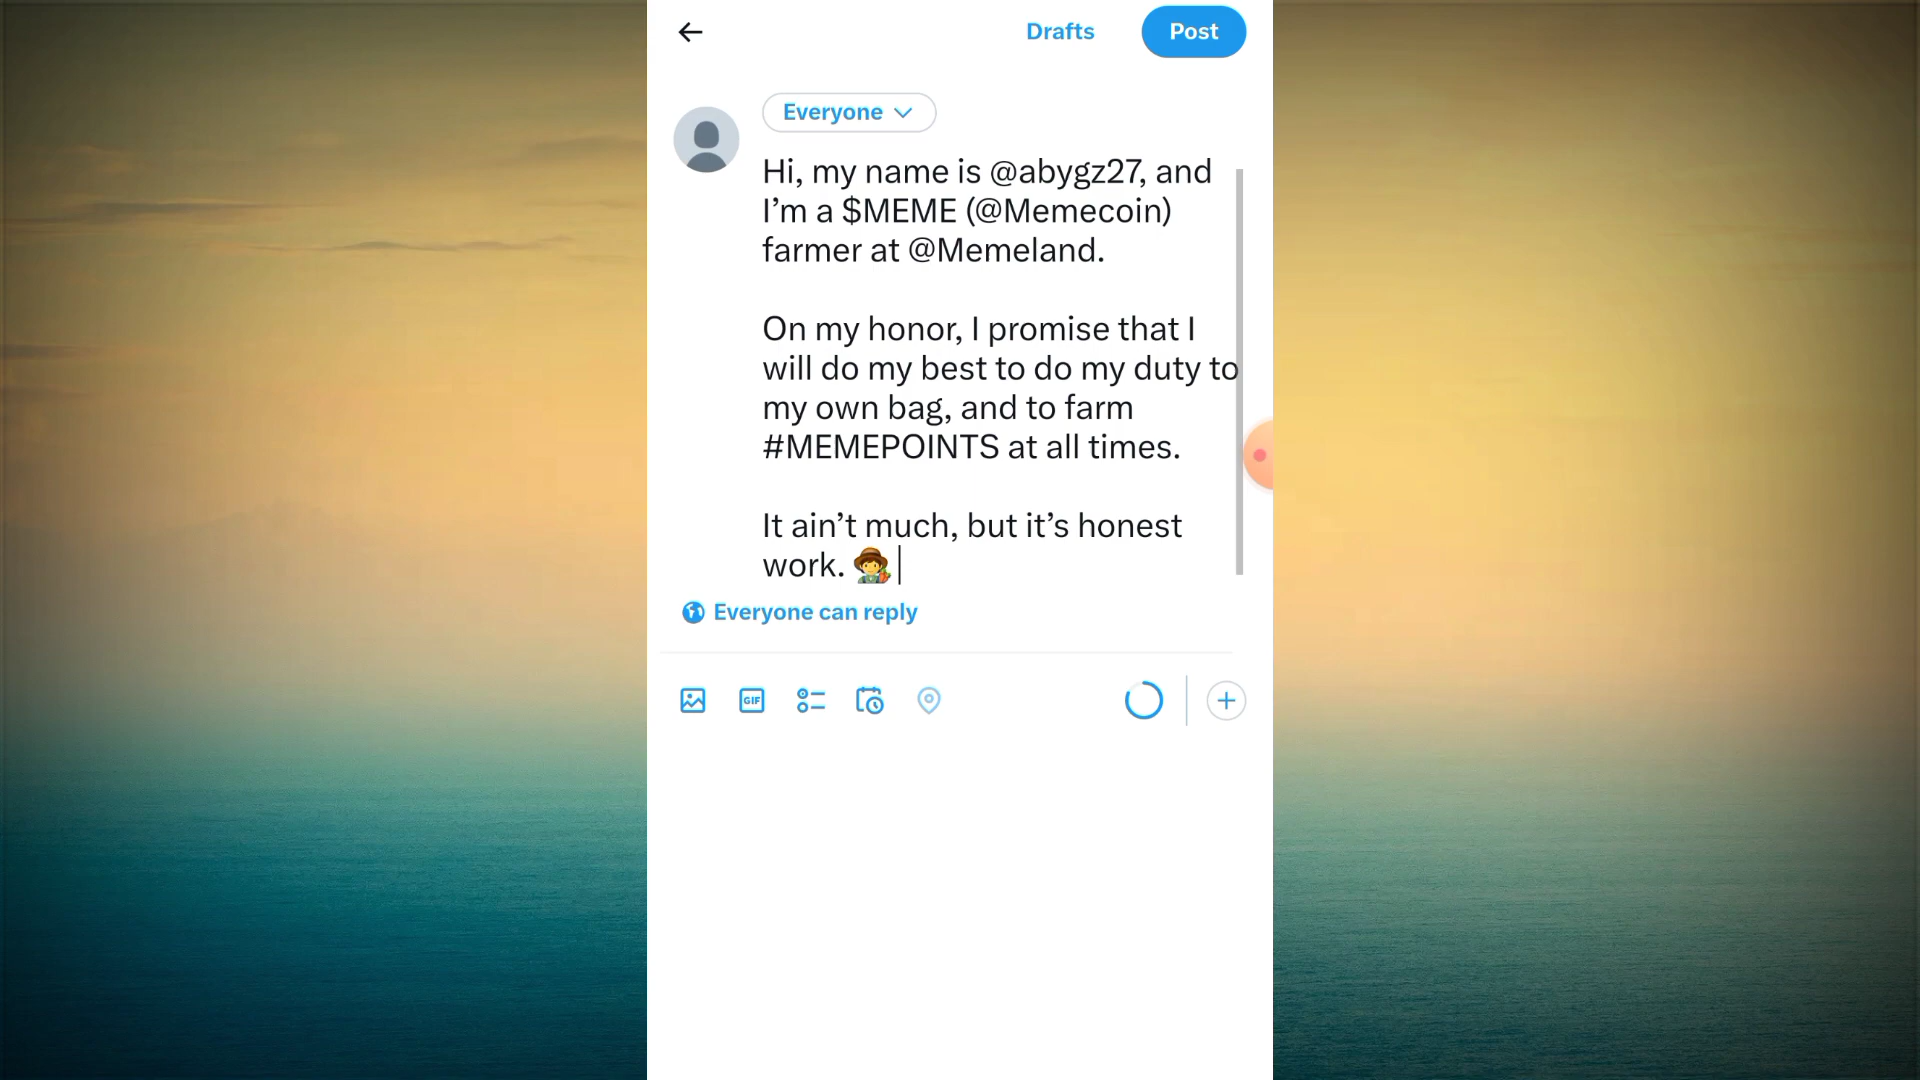 Drafts
Post
Everyone
Hi, my name is @abygz27, and
I’m a $MEME (@Memecoin)
farmer at @Memeland.
On my honor, I promise that I
will do my best to do my duty to
my own bag, and to farm
#MEMEPOINTS at all times.
It ain’t much, but it’s honest
work. 🧑‍🌾
Everyone can reply
GIF